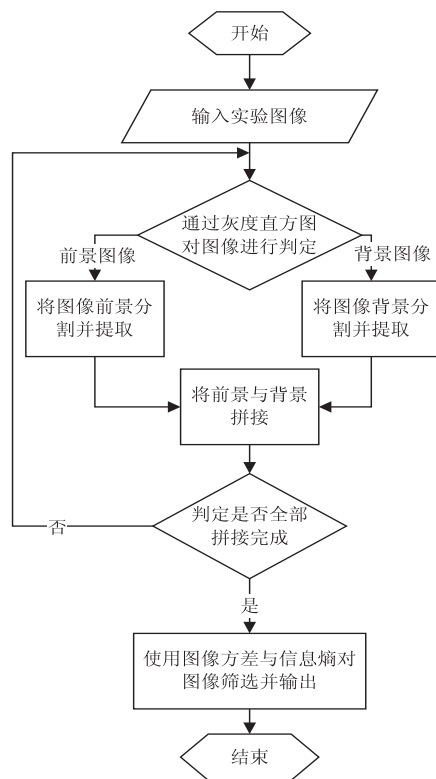 开始
输入实验图像
通过灰度直方图
对图像进行判定
前景图像
背景图像
将图像前景分
割并提取
将图像背景分
割并提取
将前景与背景
拼接
判定是否全部
拼接完成
否
是
使用图像方差与信息熵对
图像筛选并输出
结束